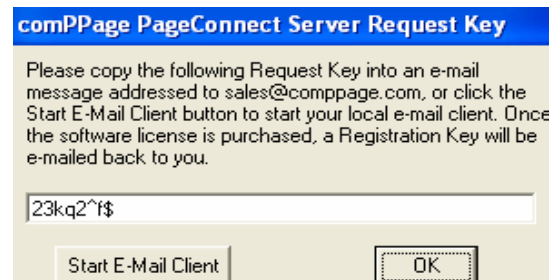 comPPage PageConnect Server Request Key
Please copy the following Request Key into an e-mail
message addressed to sales@comppage.com, or click the
Start E-Mail Client button to start your local e-mail client. Once
the software license is purchased, a Registration Key will be
e-mailed back to you.
23kq2^f$
Start E-Mail Client
OK